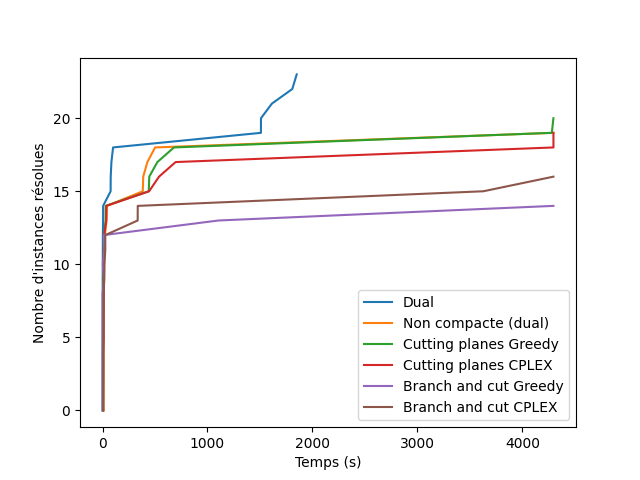 Nombre d'instances résolues
20
15
10
5
0
Dual
Non compacte (dual)
Cutting planes Greedy
Cutting planes CPLEX
Branch and cut Greedy
Branch and cut CPLEX
0 1000 2000 3000 4000
Temps (s)